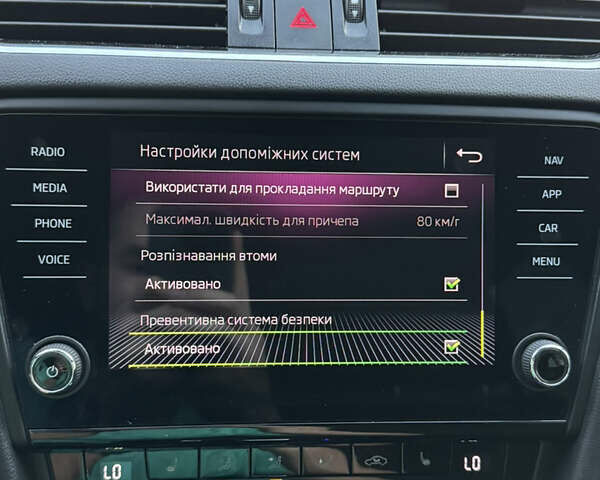 RADIO
MEDIA
PHONE
VOICE
Настройки допоміжних систем
Використати для прокладання маршруту
Максимал. швидкість для причепа 80 км/г
Розпізнавання втоми
Активовано
Превентивна система безпеки
Активовано
NAV
APP
CAR
MENU
LO
LO